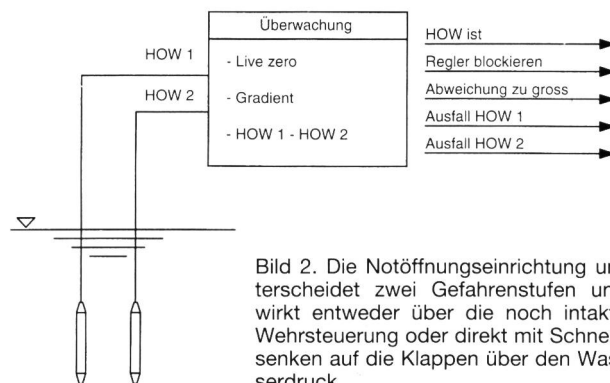 Überwachung
HOW 1
- Live zero
HOW 2
- Gradient
- HOW 1 - HOW 2
HOW ist
Regler blockieren
Abweichung zu gross
Ausfall HOW 1
Ausfall HOW 2
Bild 2. Die Notöffnungseinrichtung un
terscheidet zwei Gefahrenstufen un
wirkt entweder über die noch intakt
Wehrsteuerung oder direkt mit Schne
senken auf die Klappen über den Was
serdruck